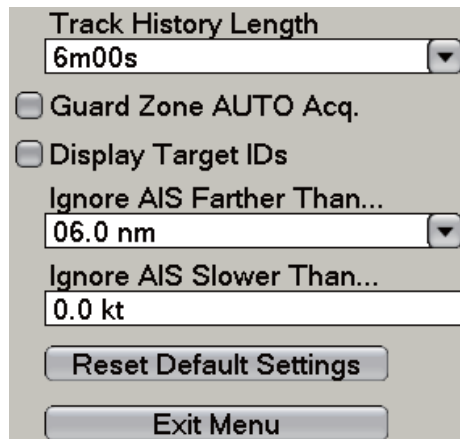 Track History Length
6m00s
Guard Zone AUTO Acq.
Display Target IDs
Ignore AIS Farther Than...
06.0 nm
Ignore AIS Slower Than...
0.0 kt
Reset Default Settings
Exit Menu